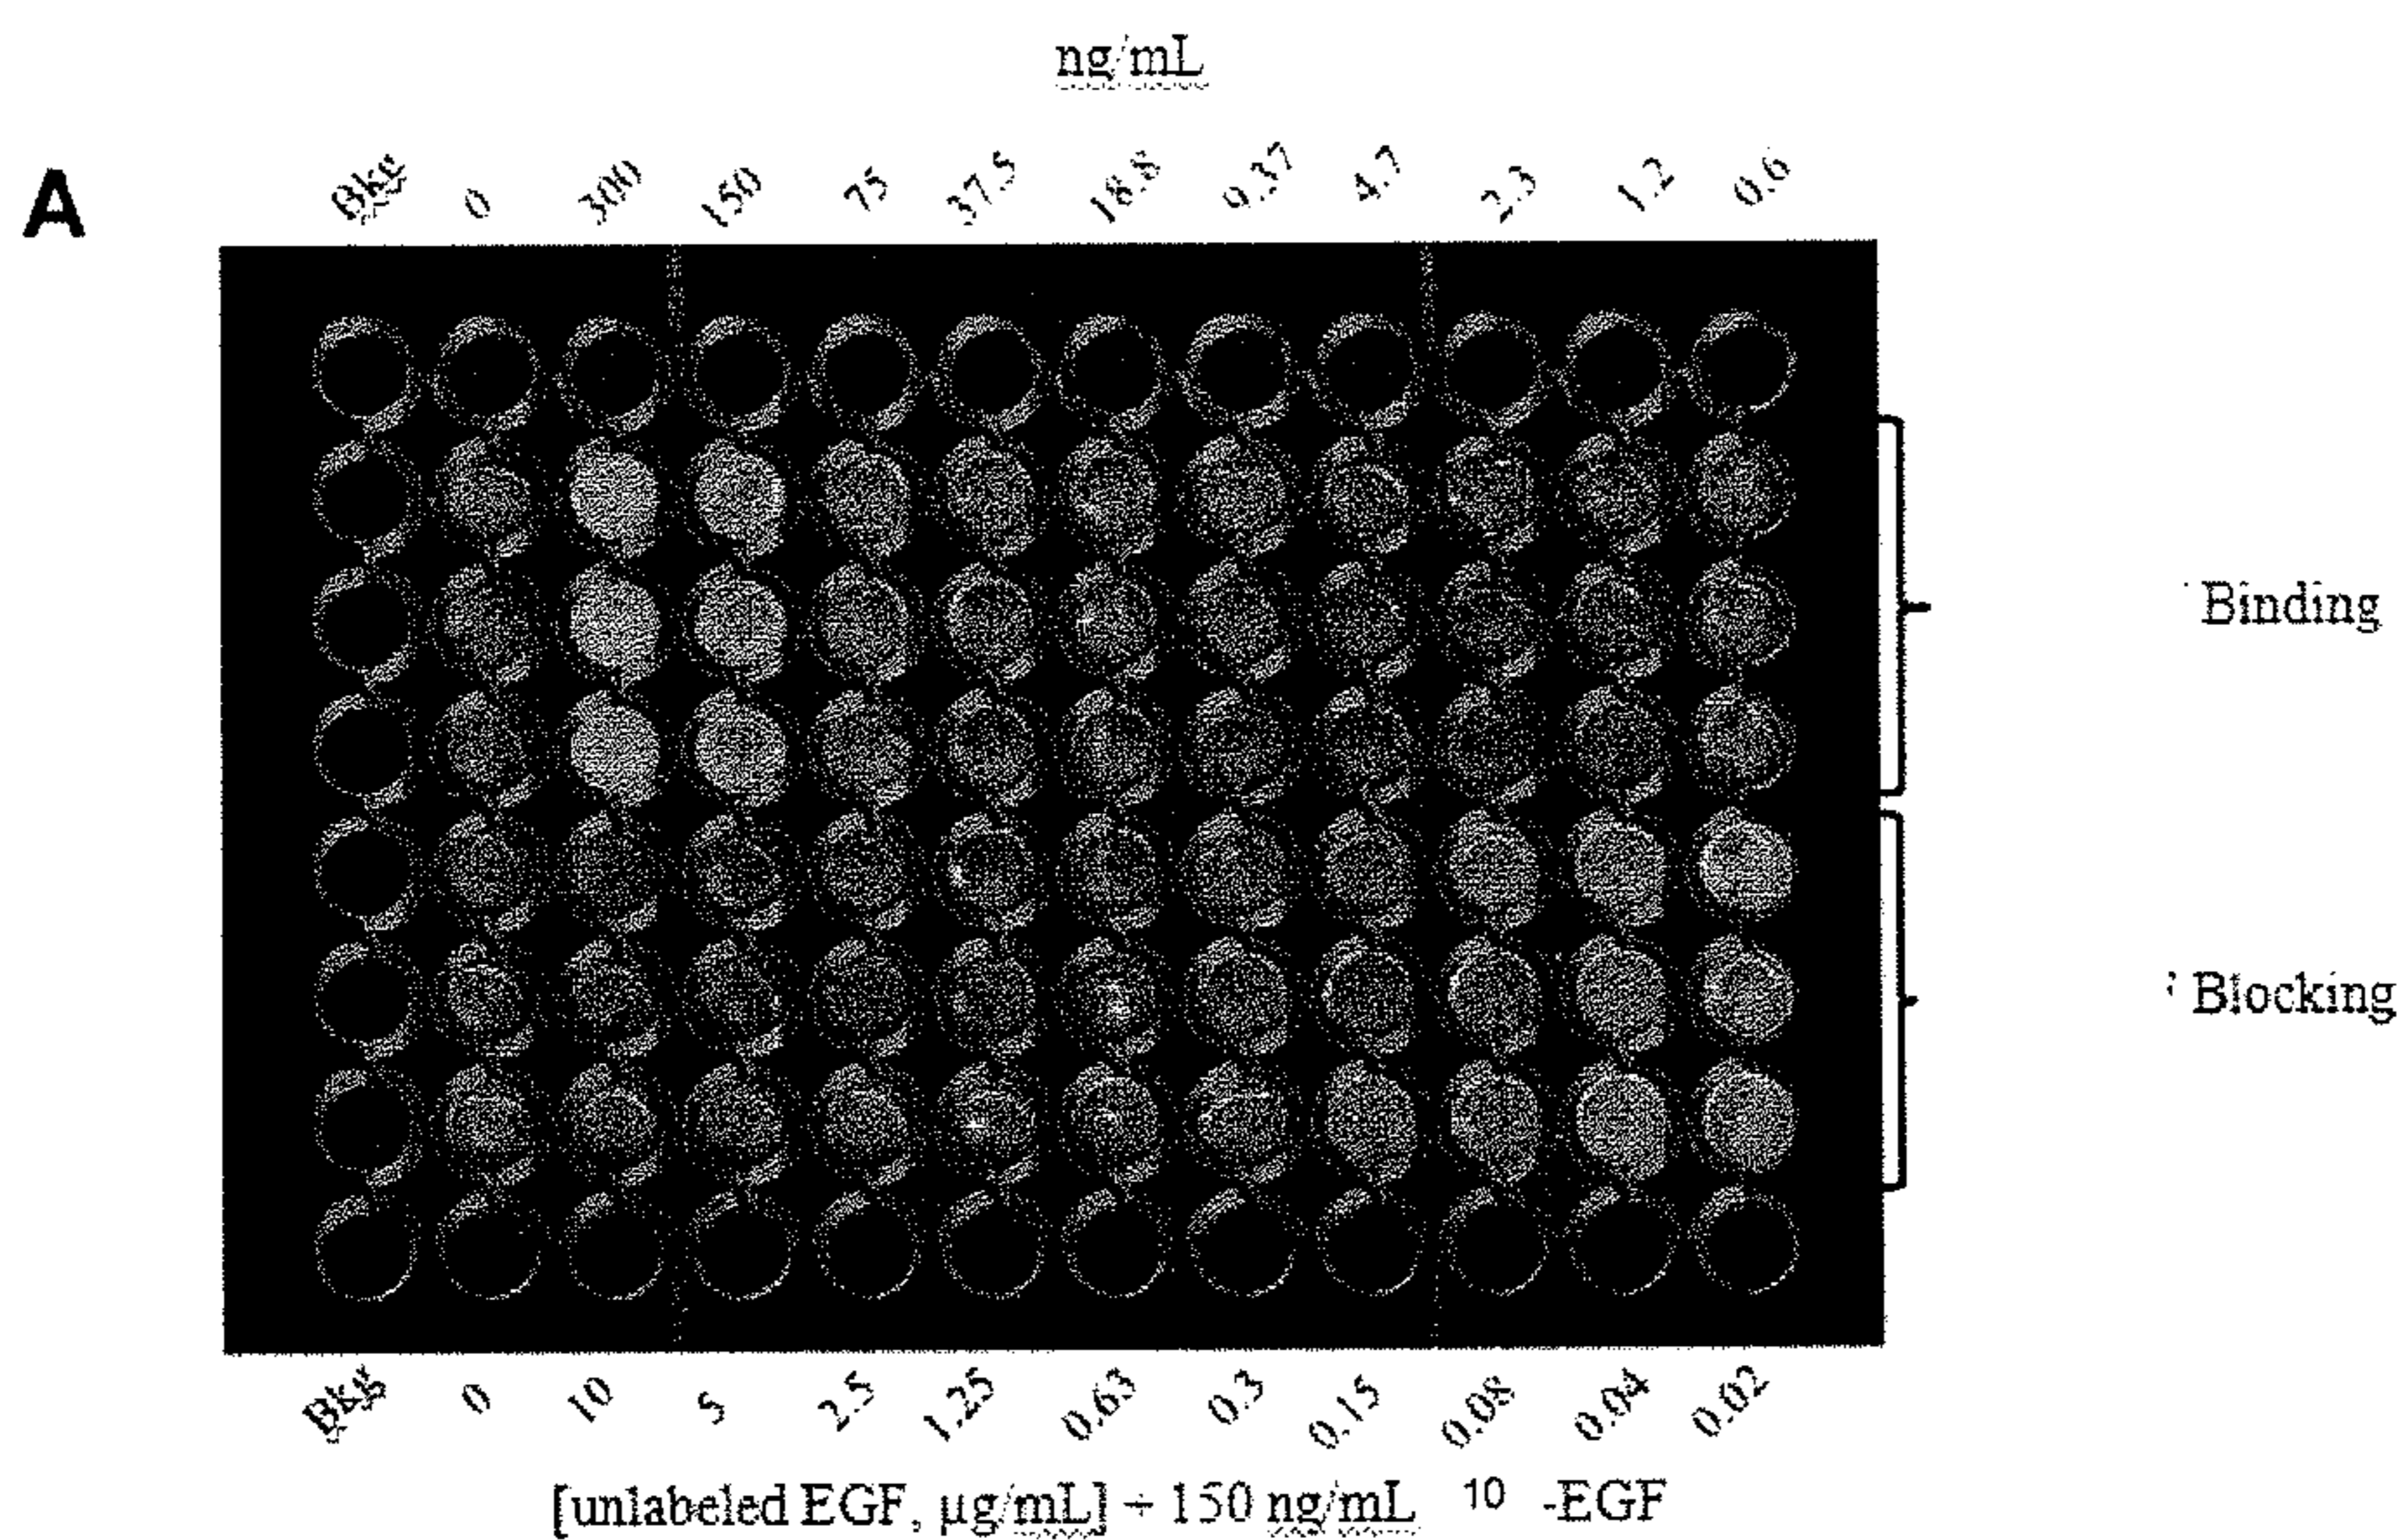 ng/mL
A
Bkg 0 300 150 75 37.5 18.8 9.37 4.7 2.3 1.2 0.6
Binding
Blocking
Bkg 0 10 5 2.5 1.25 0.63 0.3 0.15 0.08 0.04 0.02
[unlabeled EGF, µg/mL] + 150 ng/mL 10 -EGF